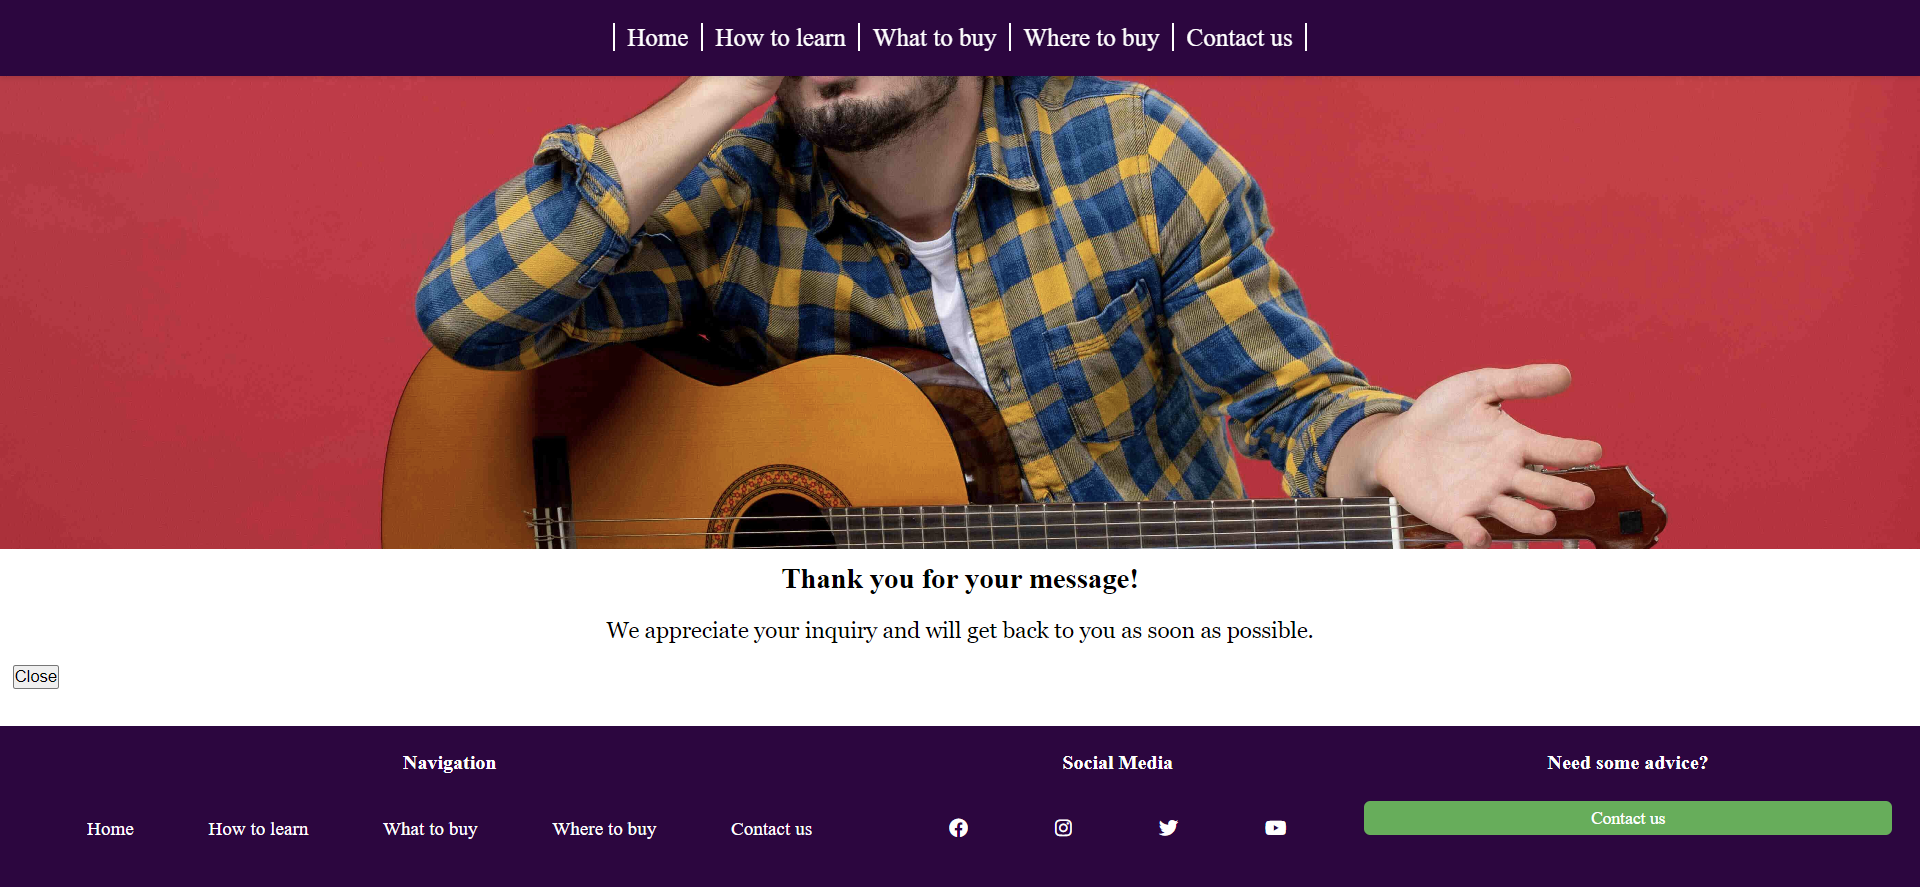 Home How to learn What to buy Where to buy Contact us
Thank you for your message!
We appreciate your inquiry and will get back to you as soon as possible.
Close
Navigation
Home How to learn What to buy Where to buy Contact us
Social Media
Need some advice?
Contact us